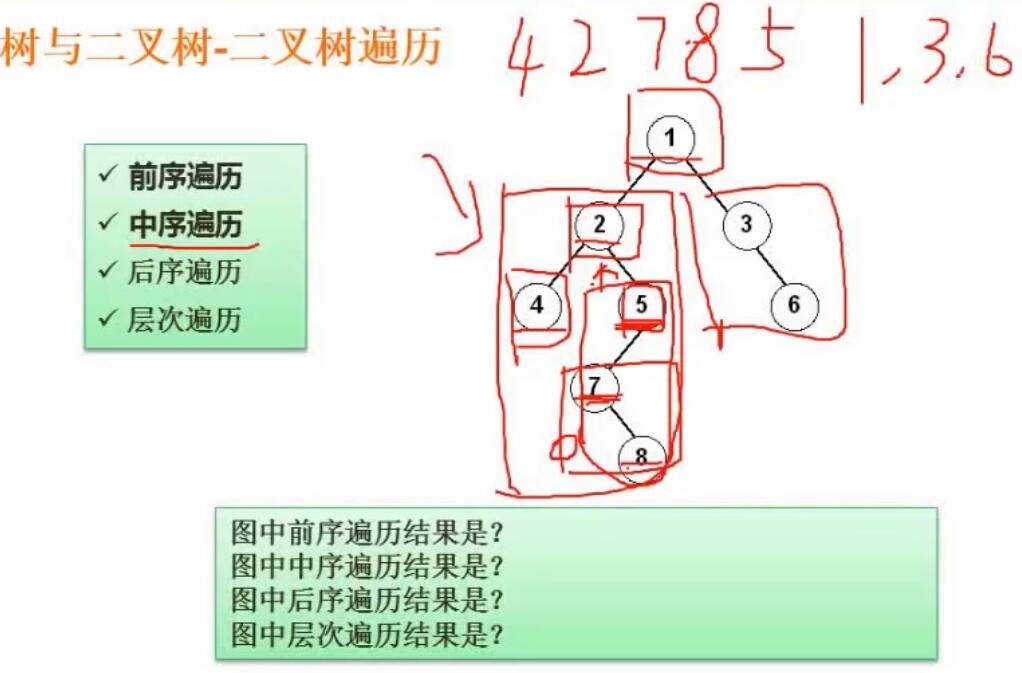 树与二叉树-二叉树遍历
4 2 7 8 5 1,3.6
✓ 前序遍历
✓ 中序遍历
✓ 后序遍历
✓ 层次遍历
1
2
3
4
5
6
7
8
图中前序遍历结果是?
图中中序遍历结果是?
图中后序遍历结果是?
图中层次遍历结果是?